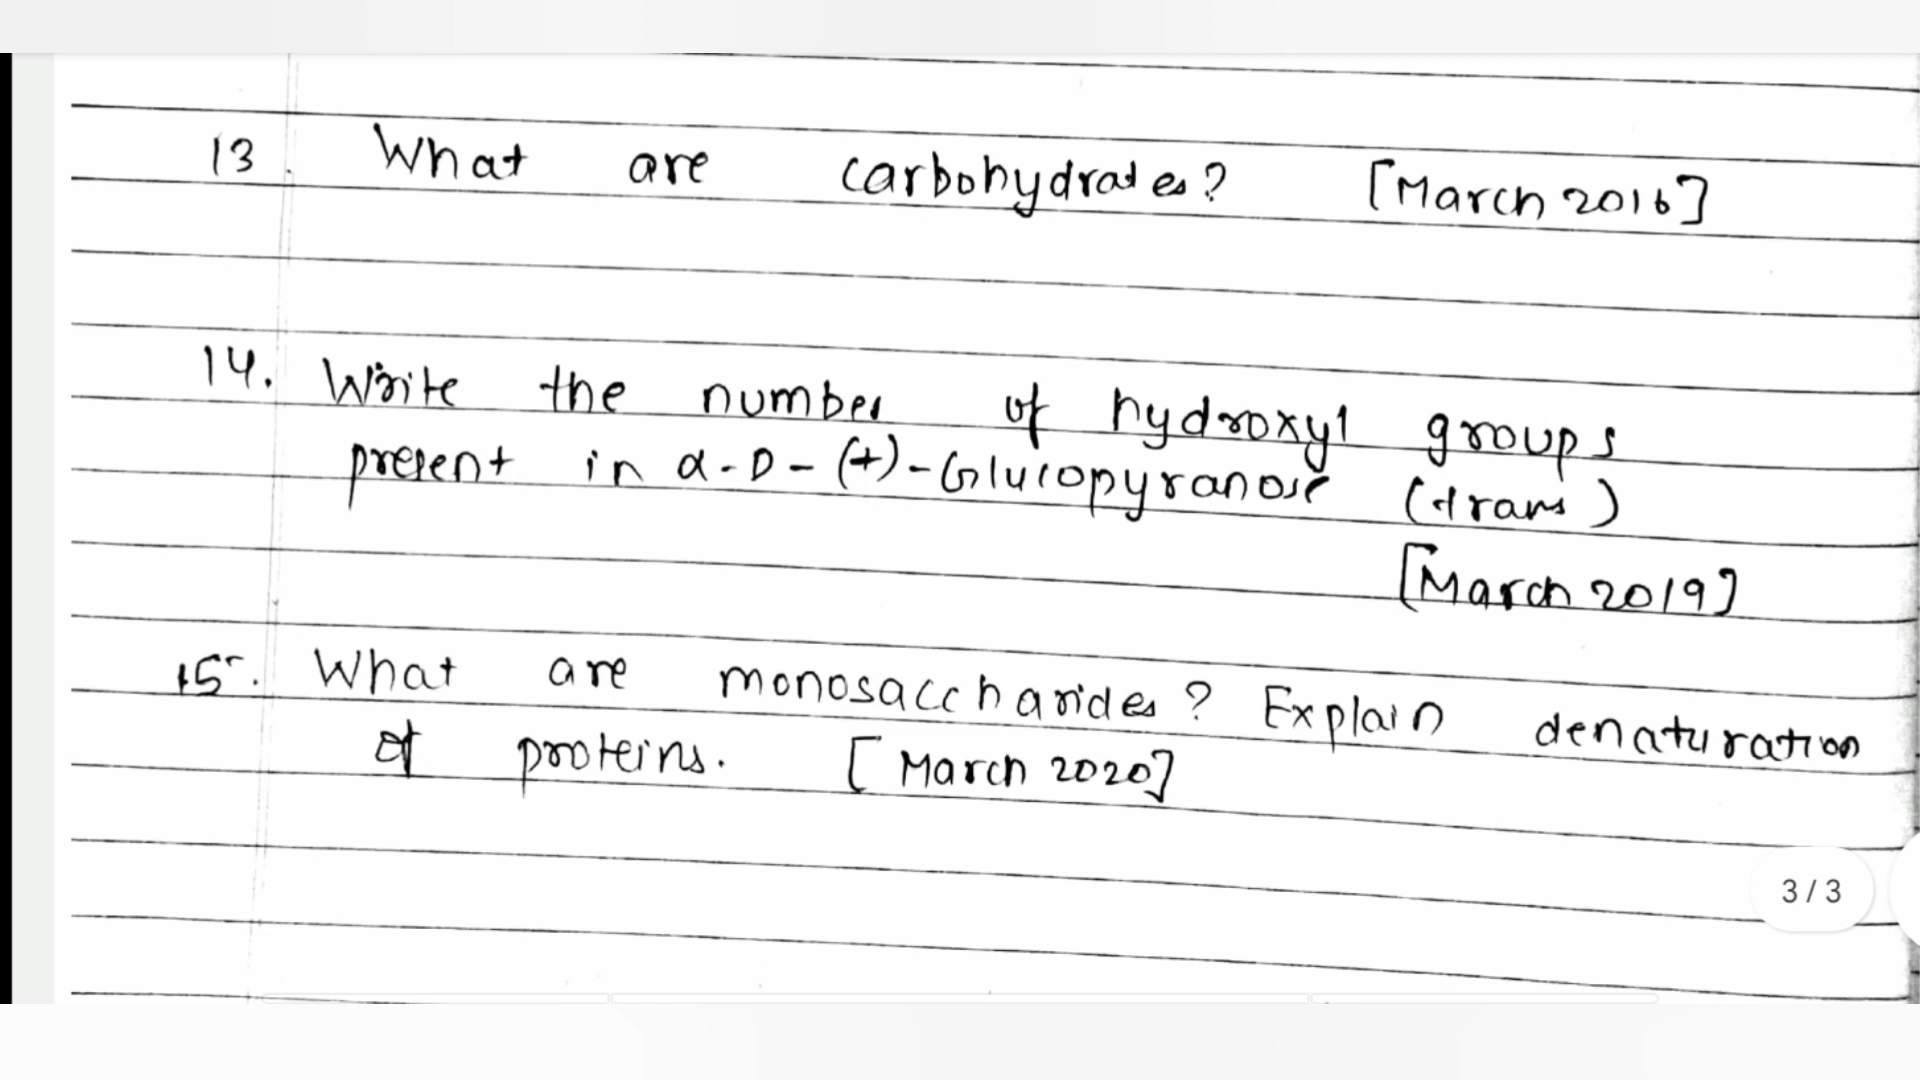 13. What are carbohydrates? [March 2016]
14. Write the number of hydroxyl groups
present in α-D-(+)-Glucopyranose (trans)
[March 2019]
15. What are monosaccharides? Explain denaturation
of proteins. [March 2020]
3 / 3